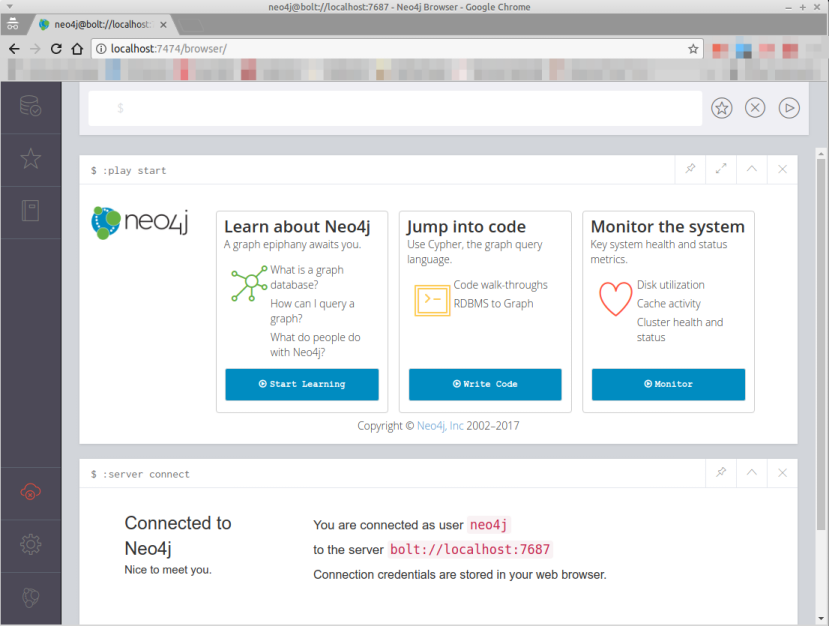 neo4j@bolt://localhost:7687 - Neo4j Browser - Google Chrome
neo4j@bolt://localhost:
localhost:7474/browser/
$
$ :play start
neo4j
Learn about Neo4j
A graph epiphany awaits you.
What is a graph
database?
How can I query a
graph?
What do people do
with Neo4j?
Start Learning
Jump into code
Use Cypher, the graph query
language.
Code walk-throughs
RDBMS to Graph
Write Code
Monitor the system
Key system health and status
metrics.
Disk utilization
Cache activity
Cluster health and
status
Monitor
Copyright © Neo4j, Inc 2002–2017
$ :server connect
Connected to
Neo4j
Nice to meet you.
You are connected as user neo4j
to the server bolt://localhost:7687
Connection credentials are stored in your web browser.